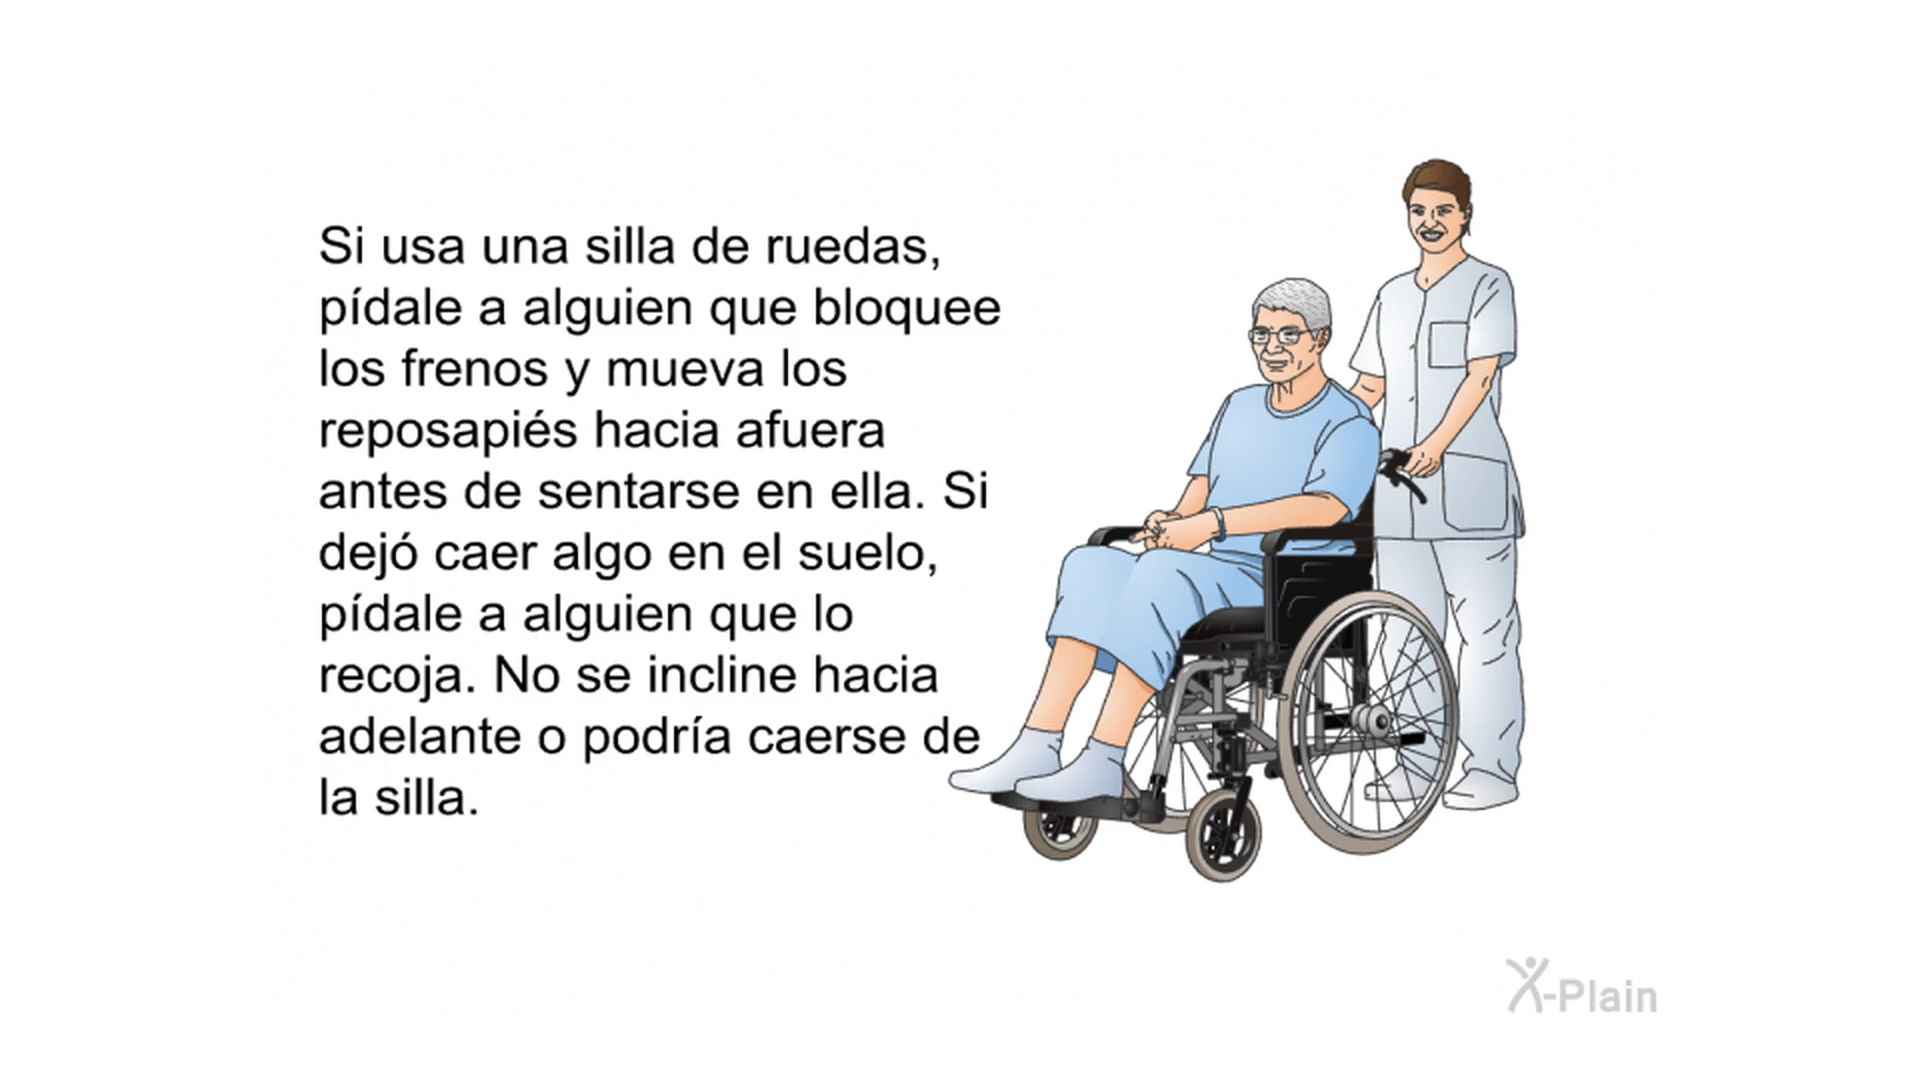 Si usa una silla de ruedas,
pídale a alguien que bloquee
los frenos y mueva los
reposapiés hacia afuera
antes de sentarse en ella. Si
dejó caer algo en el suelo,
pídale a alguien que lo
recoja. No se incline hacia
adelante o podría caerse de
la silla.
X-Plain